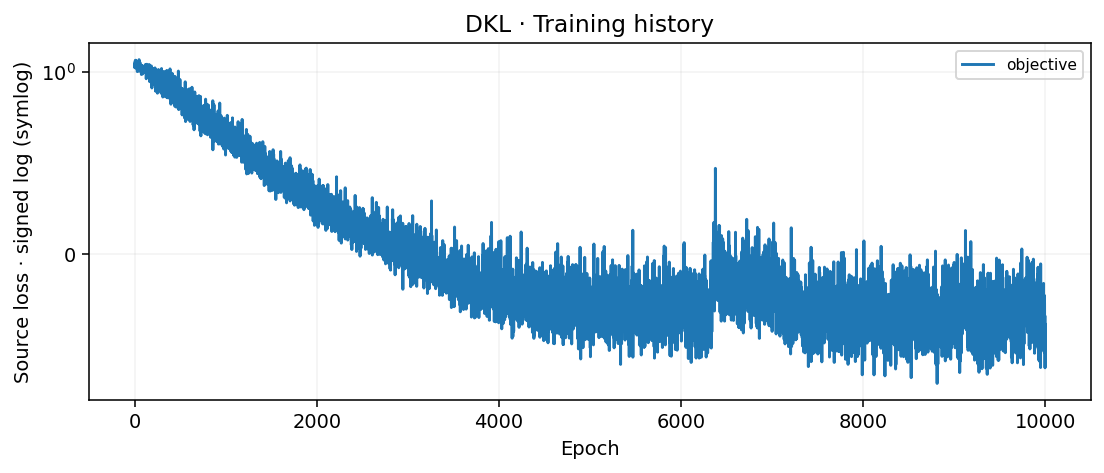 DKL · Training history
Source loss · signed log (symlog)
10⁰
0
objective
0 2000 4000 6000 8000 10000
Epoch